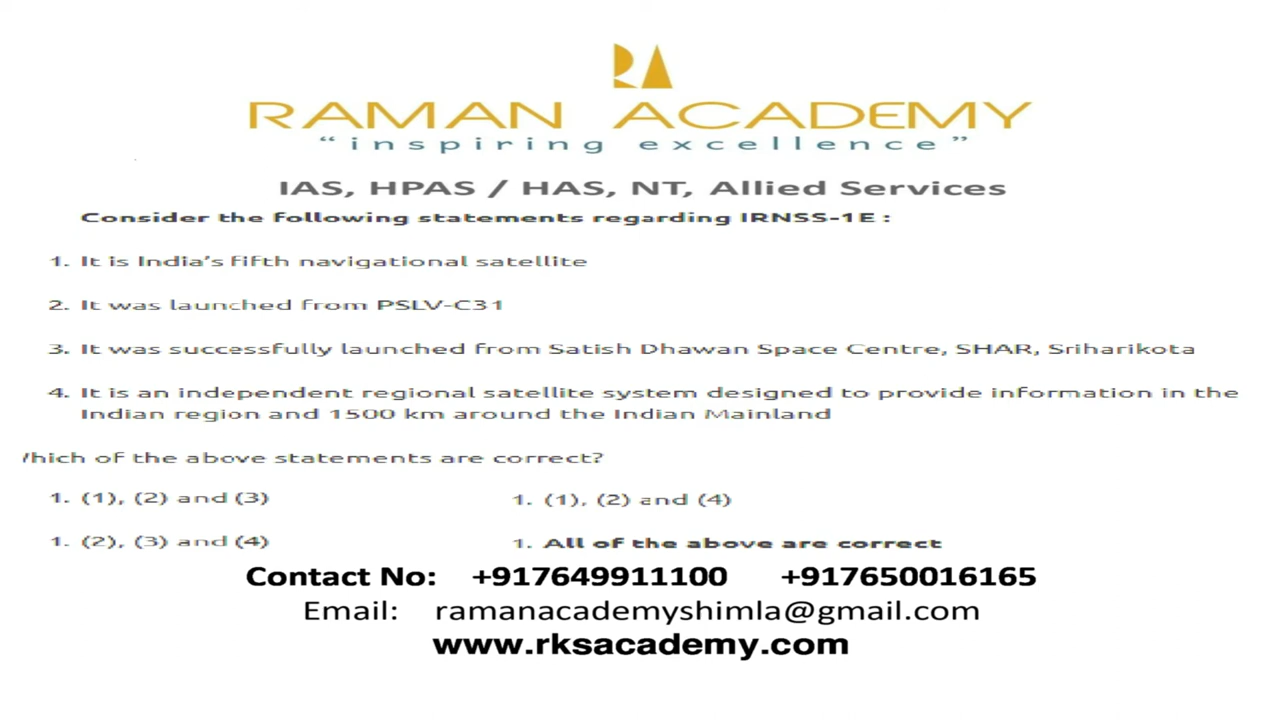 RA
RAMAN ACADEMY
“inspiring excellence”
IAS, HPAS / HAS, NT, Allied Services
Consider the following statements regarding IRNSS-1E :
1. It is India’s fifth navigational satellite
2. It was launched from PSLV-C31
3. It was successfully launched from Satish Dhawan Space Centre, SHAR, Sriharikota
4. It is an independent regional satellite system designed to provide information in the
Indian region and 1500 km around the Indian Mainland
Which of the above statements are correct?
1. (1), (2) and (3)
1. (1), (2) and (4)
1. (2), (3) and (4)
1. All of the above are correct
Contact No: +917649911100 +917650016165
Email: ramanacademyshimla@gmail.com
www.rksacademy.com